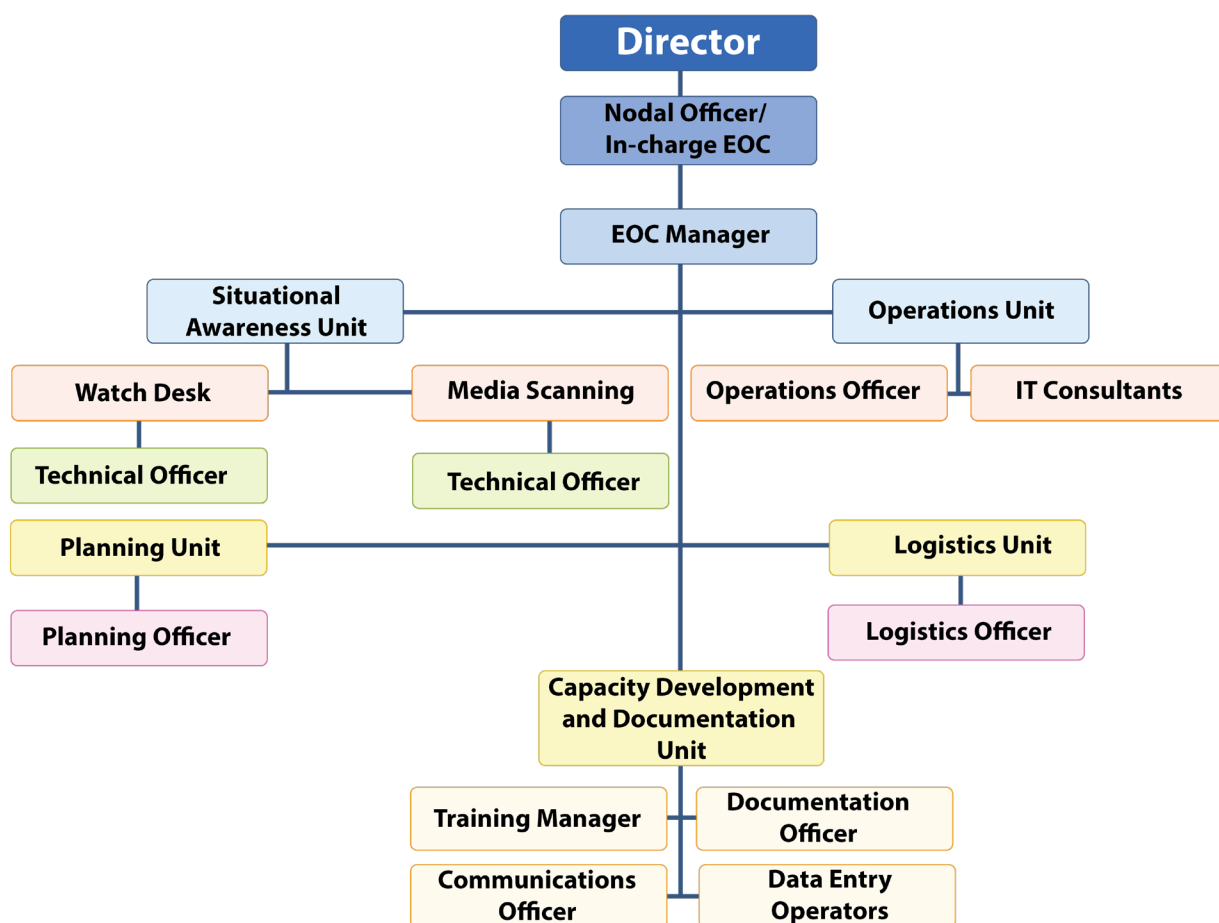 Director
Nodal Officer/
In-charge EOC
EOC Manager
Situational
Awareness Unit
Operations Unit
Watch Desk
Media Scanning
Operations Officer
IT Consultants
Technical Officer
Technical Officer
Planning Unit
Logistics Unit
Planning Officer
Logistics Officer
Capacity Development
and Documentation
Unit
Training Manager
Documentation
Officer
Communications
Officer
Data Entry
Operators